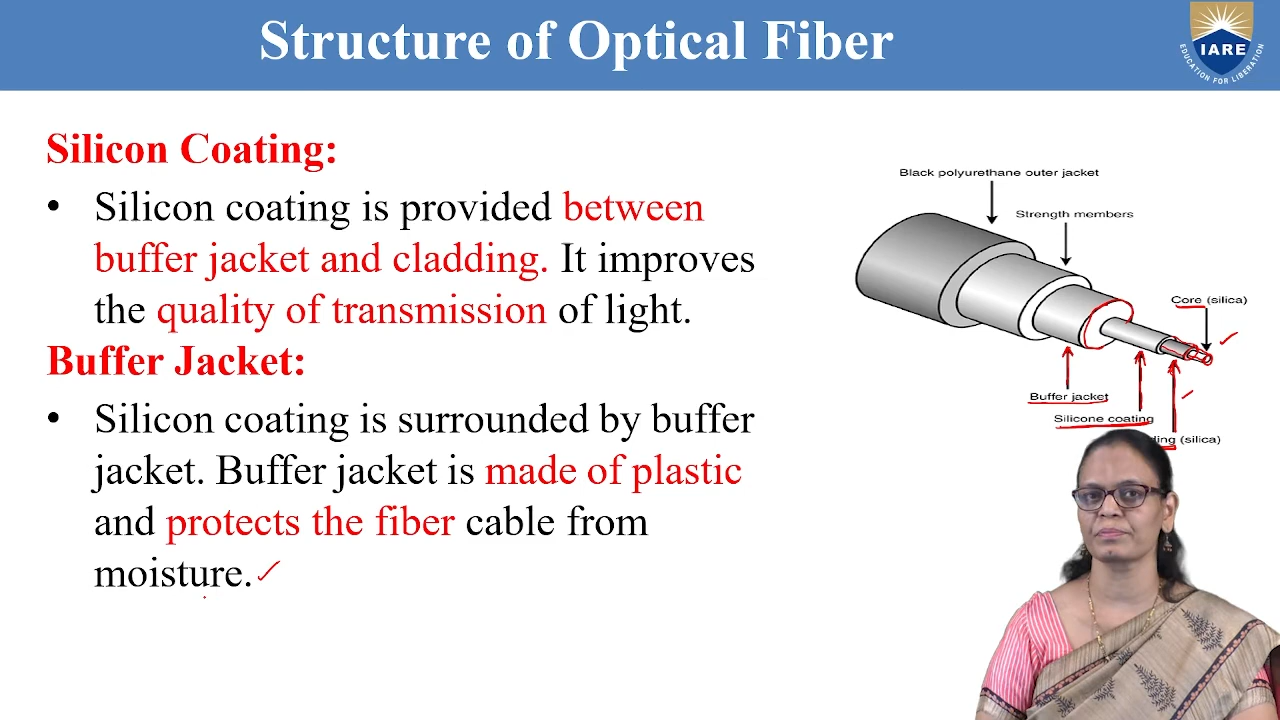 Structure of Optical Fiber
IARE
EDUCATION FOR LIBERATION
Silicon Coating:
• Silicon coating is provided between
buffer jacket and cladding. It improves
the quality of transmission of light.
Buffer Jacket:
• Silicon coating is surrounded by buffer
jacket. Buffer jacket is made of plastic
and protects the fiber cable from
moisture.
Black polyurethane outer jacket
Strength members
Core (silica)
Buffer jacket
Silicone coating
(silica)